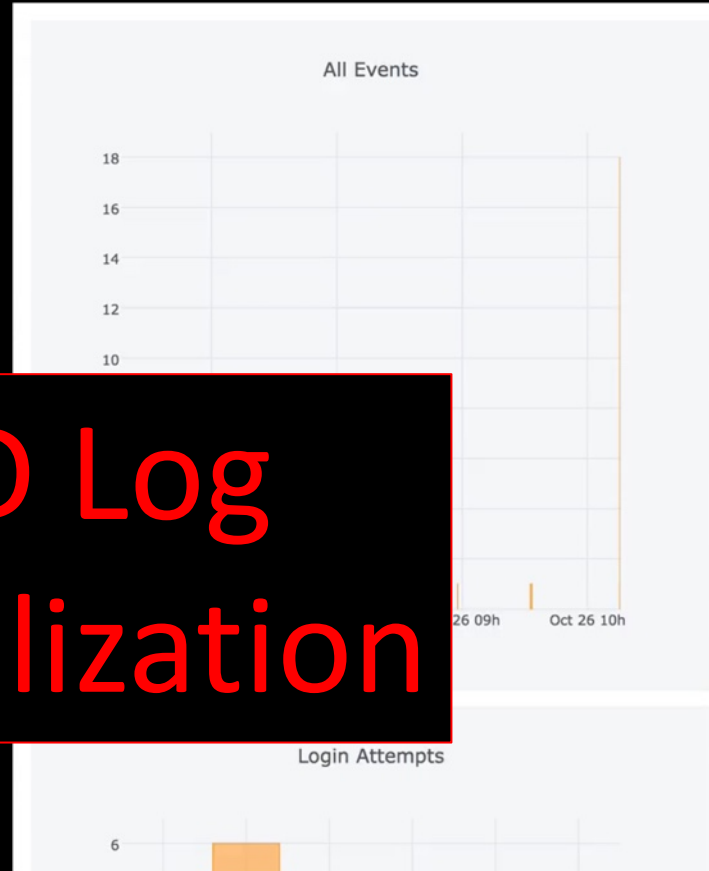 All Events
18
16
14
12
10
Log
lization
26 09h
Oct 26 10h
Login Attempts
6